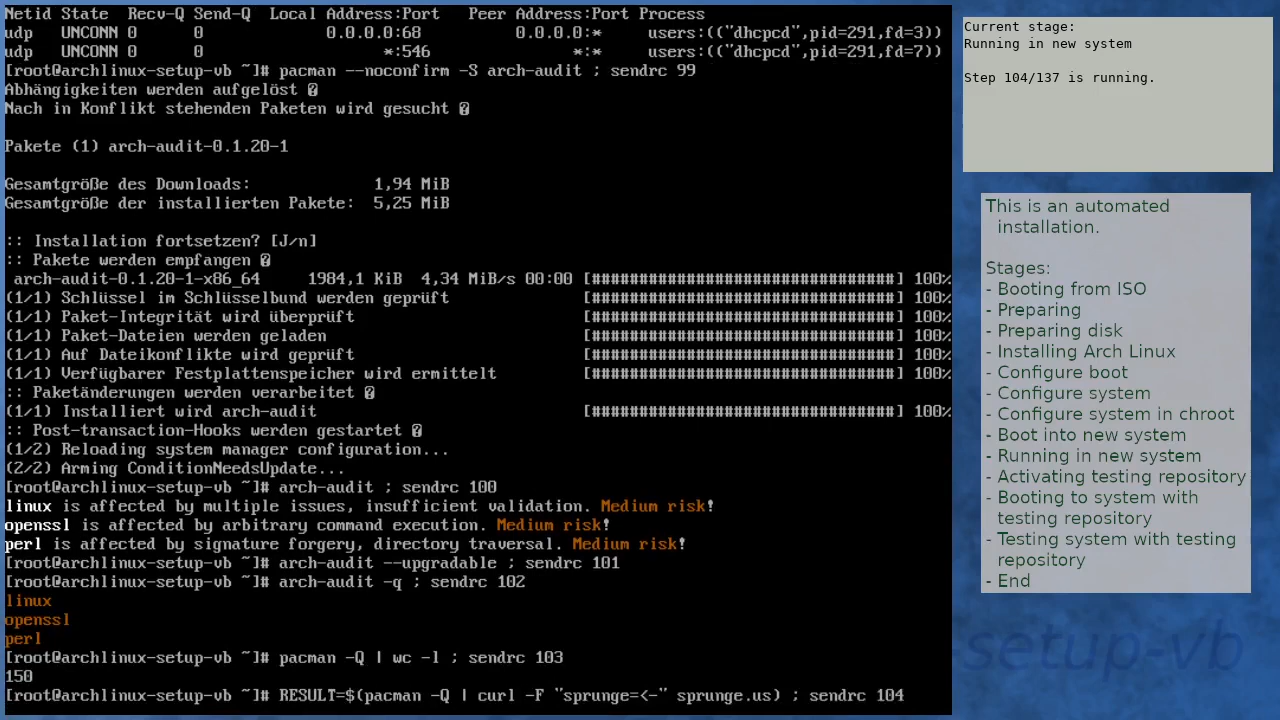 Netid State  Recv-Q Send-Q  Local Address:Port   Peer Address:Port Process
udp   UNCONN 0      0             0.0.0.0:68          0.0.0.0:*     users:(("dhcpcd",pid=291,fd=3))
udp   UNCONN 0      0                   *:546               *:*     users:(("dhcpcd",pid=291,fd=7))
[root@archlinux-setup-vb ~]# pacman --noconfirm -S arch-audit ; sendrc 99
Abhängigkeiten werden aufgelöst �
Nach in Konflikt stehenden Paketen wird gesucht �
Pakete (1) arch-audit-0.1.20-1
Gesamtgröße des Downloads:             1,94 MiB
Gesamtgröße der installierten Pakete:  5,25 MiB
:: Installation fortsetzen? [J/n]
:: Pakete werden empfangen �
arch-audit-0.1.20-1-x86_64     1984,1 KiB  4,34 MiB/s 00:00 [################################] 100%
(1/1) Schlüssel im Schlüsselbund werden geprüft              [################################] 100%
(1/1) Paket-Integrität wird überprüft                        [################################] 100%
(1/1) Paket-Dateien werden geladen                           [################################] 100%
(1/1) Auf Dateikonflikte wird geprüft                        [################################] 100%
(1/1) Verfügbarer Festplattenspeicher wird ermittelt         [################################] 100%
:: Paketänderungen werden verarbeitet �
(1/1) Installiert wird arch-audit                            [################################] 100%
:: Post-transaction-Hooks werden gestartet �
(1/2) Reloading system manager configuration...
(2/2) Arming ConditionNeedsUpdate...
[root@archlinux-setup-vb ~]# arch-audit ; sendrc 100
linux is affected by multiple issues, insufficient validation. Medium risk!
openssl is affected by arbitrary command execution. Medium risk!
perl is affected by signature forgery, directory traversal. Medium risk!
[root@archlinux-setup-vb ~]# arch-audit --upgradable ; sendrc 101
[root@archlinux-setup-vb ~]# arch-audit -q ; sendrc 102
linux
openssl
perl
[root@archlinux-setup-vb ~]# pacman -Q | wc -l ; sendrc 103
150
[root@archlinux-setup-vb ~]# RESULT=$(pacman -Q | curl -F "sprunge=<-" sprunge.us) ; sendrc 104
Current stage:
Running in new system
Step 104/137 is running.
This is an automated
installation.
Stages:
- Booting from ISO
- Preparing
- Preparing disk
- Installing Arch Linux
- Configure boot
- Configure system
- Configure system in chroot
- Boot into new system
- Running in new system
- Activating testing repository
- Booting to system with
testing repository
- Testing system with testing
repository
- End
-setup-vb